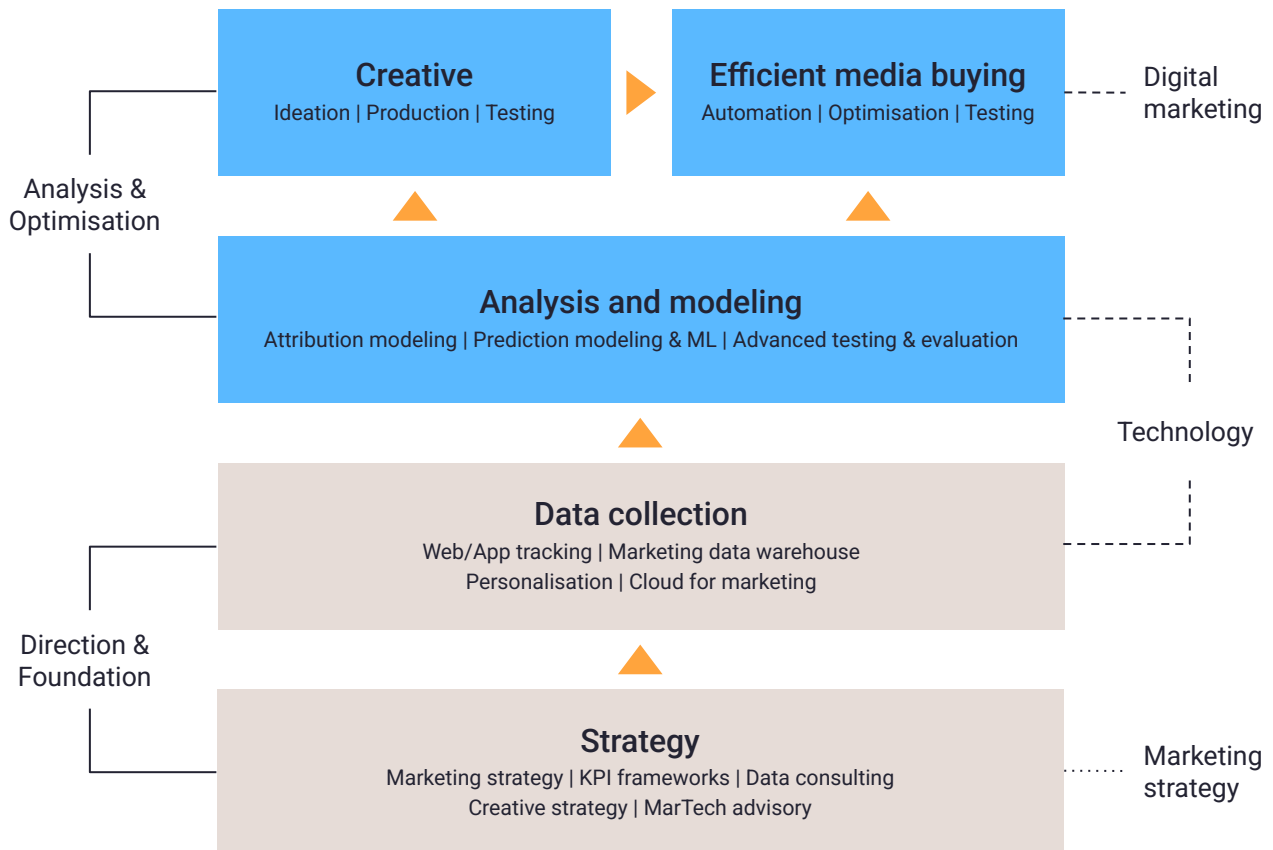 Creative
Ideation | Production | Testing
Efficient media buying
Automation | Optimisation | Testing
Digital
marketing
Analysis &
Optimisation
Analysis and modeling
Attribution modeling | Prediction modeling & ML | Advanced testing & evaluation
Technology
Data collection
Web/App tracking | Marketing data warehouse
Personalisation | Cloud for marketing
Direction &
Foundation
Strategy
Marketing strategy | KPI frameworks | Data consulting
Creative strategy | MarTech advisory
Marketing
strategy